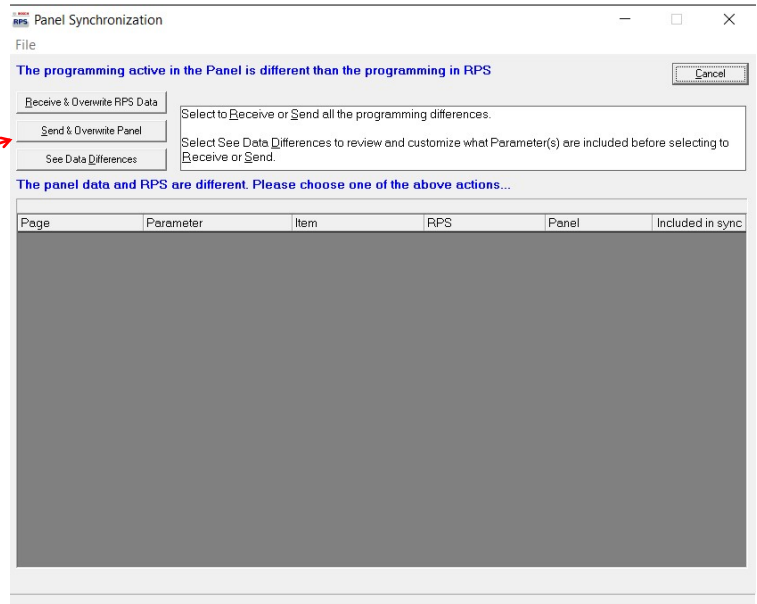 RPS Panel Synchronization
File
The programming active in the Panel is different than the programming in RPS
Cancel
Receive & Overwrite RPS Data
Send & Overwrite Panel
See Data Differences
Select to Receive or Send all the programming differences.
Select See Data Differences to review and customize what Parameter(s) are included before selecting to
Receive or Send.
The panel data and RPS are different. Please choose one of the above actions...
Page Parameter Item RPS Panel Included in sync